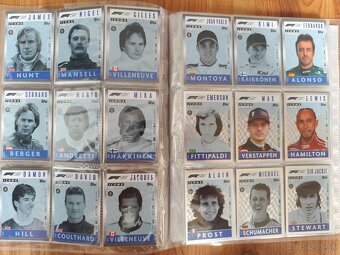 JAMES
HUNT
NIGEL
MANSELL
GILLES
VILLENEUVE
JUAN PABLO
MONTOYA
KIMI
RAIKKONEN
FERNANDO
ALONSO
GERHARD
BERGER
ANDRETTI
MIKA
HAKKINEN
EMERSON
FITTIPALDI
MAX
VERSTAPPEN
LEWIS
HAMILTON
DAMON
HILL
DAVID
COULTHARD
JACQUES
VILLENEUVE
ALAIN
PROST
MICHAEL
SCHUMACHER
SIR JACKIE
STEWART